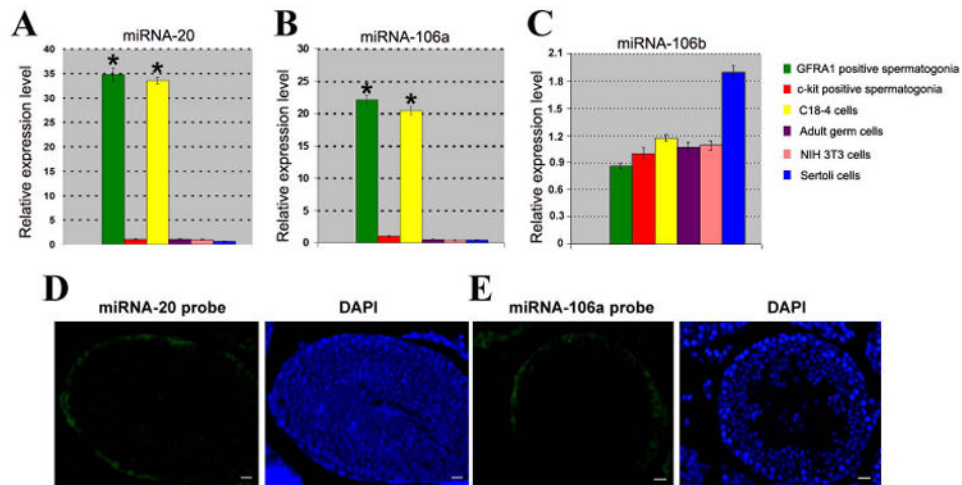 A
miRNA-20
Relative expression level
40
35
30
25
20
15
10
5
0
*
*
B
miRNA-106a
Relative expression level
30
25
20
15
10
5
0
*
*
C
miRNA-106b
Relative expression level
2.1
1.8
1.5
1.2
0.9
0.6
0.3
0
GFRA1 positive spermatogonia
c-kit positive spermatogonia
C18-4 cells
Adult germ cells
NIH 3T3 cells
Sertoli cells
D
miRNA-20 probe
DAPI
E
miRNA-106a probe
DAPI